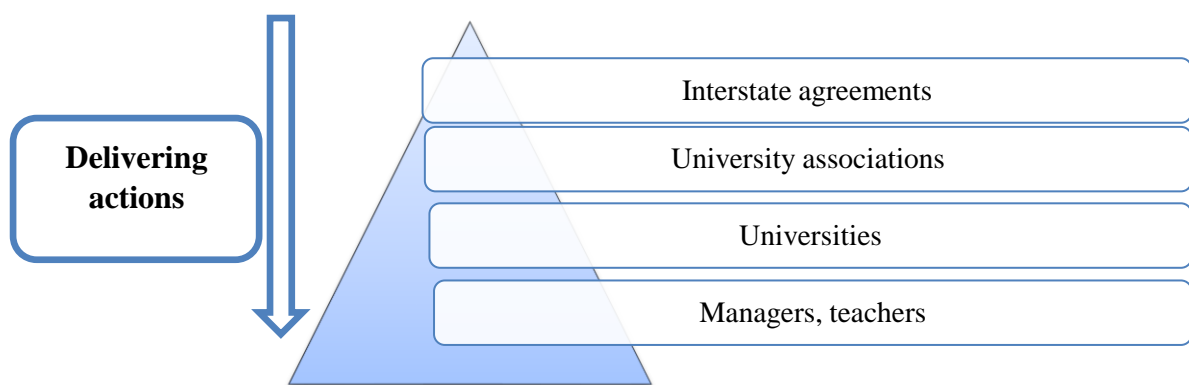 Delivering
actions
Interstate agreements
University associations
Universities
Managers, teachers